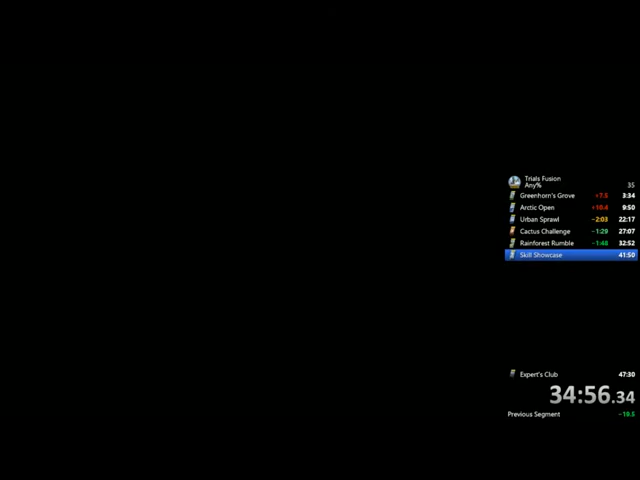 Trials Fusion
Any% 35
Greenhorn's Grove +7.5 3:34
Arctic Open +10.4 9:50
Urban Sprawl -2:03 22:17
Cactus Challenge -1:29 27:07
Rainforest Rumble -1:48 32:52
Skill Showcase 41:50
Expert's Club 47:30
34:56.34
Previous Segment -19.5